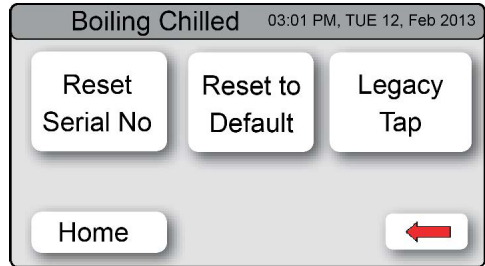 Boiling Chilled 03:01 PM, TUE 12, Feb 2013
Reset
Serial No
Reset to
Default
Legacy
Tap
Home